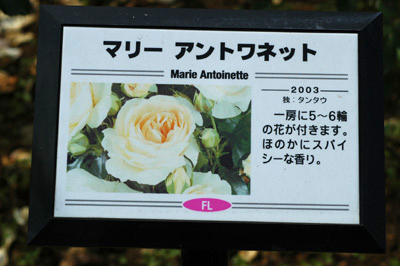 マリー アントワネット
Marie Antoinette
2003
独：タンタウ
一房に5～6輪
の花が付きます。
ほのかにスパイ
シーな香り。
FL